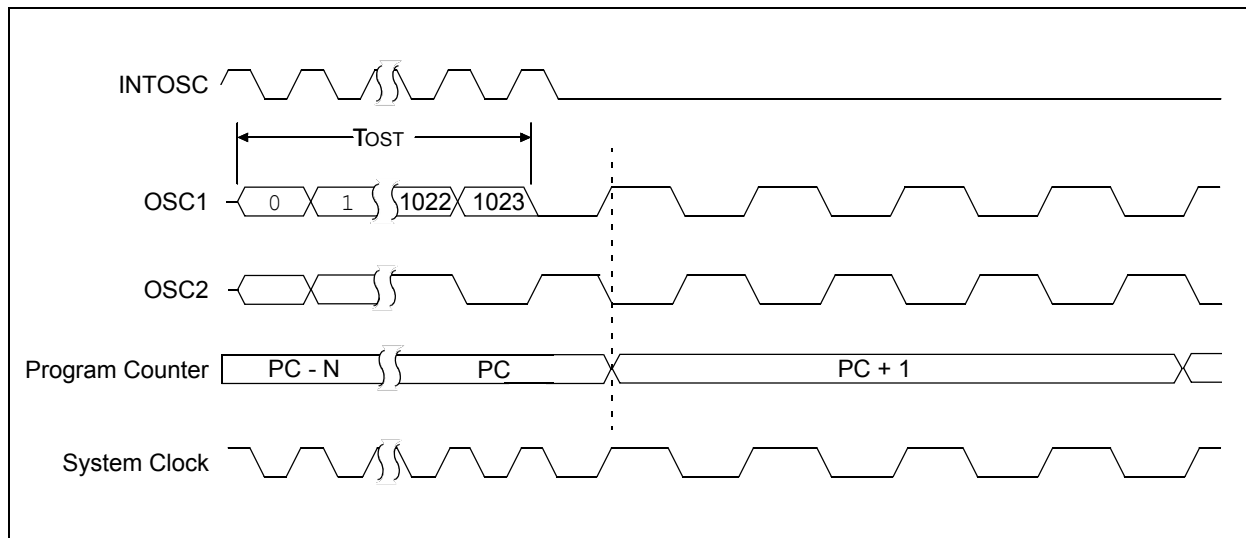 INTOSC
TOST
OSC1 0 1 1022 1023
OSC2
Program Counter PC - N PC PC + 1
System Clock